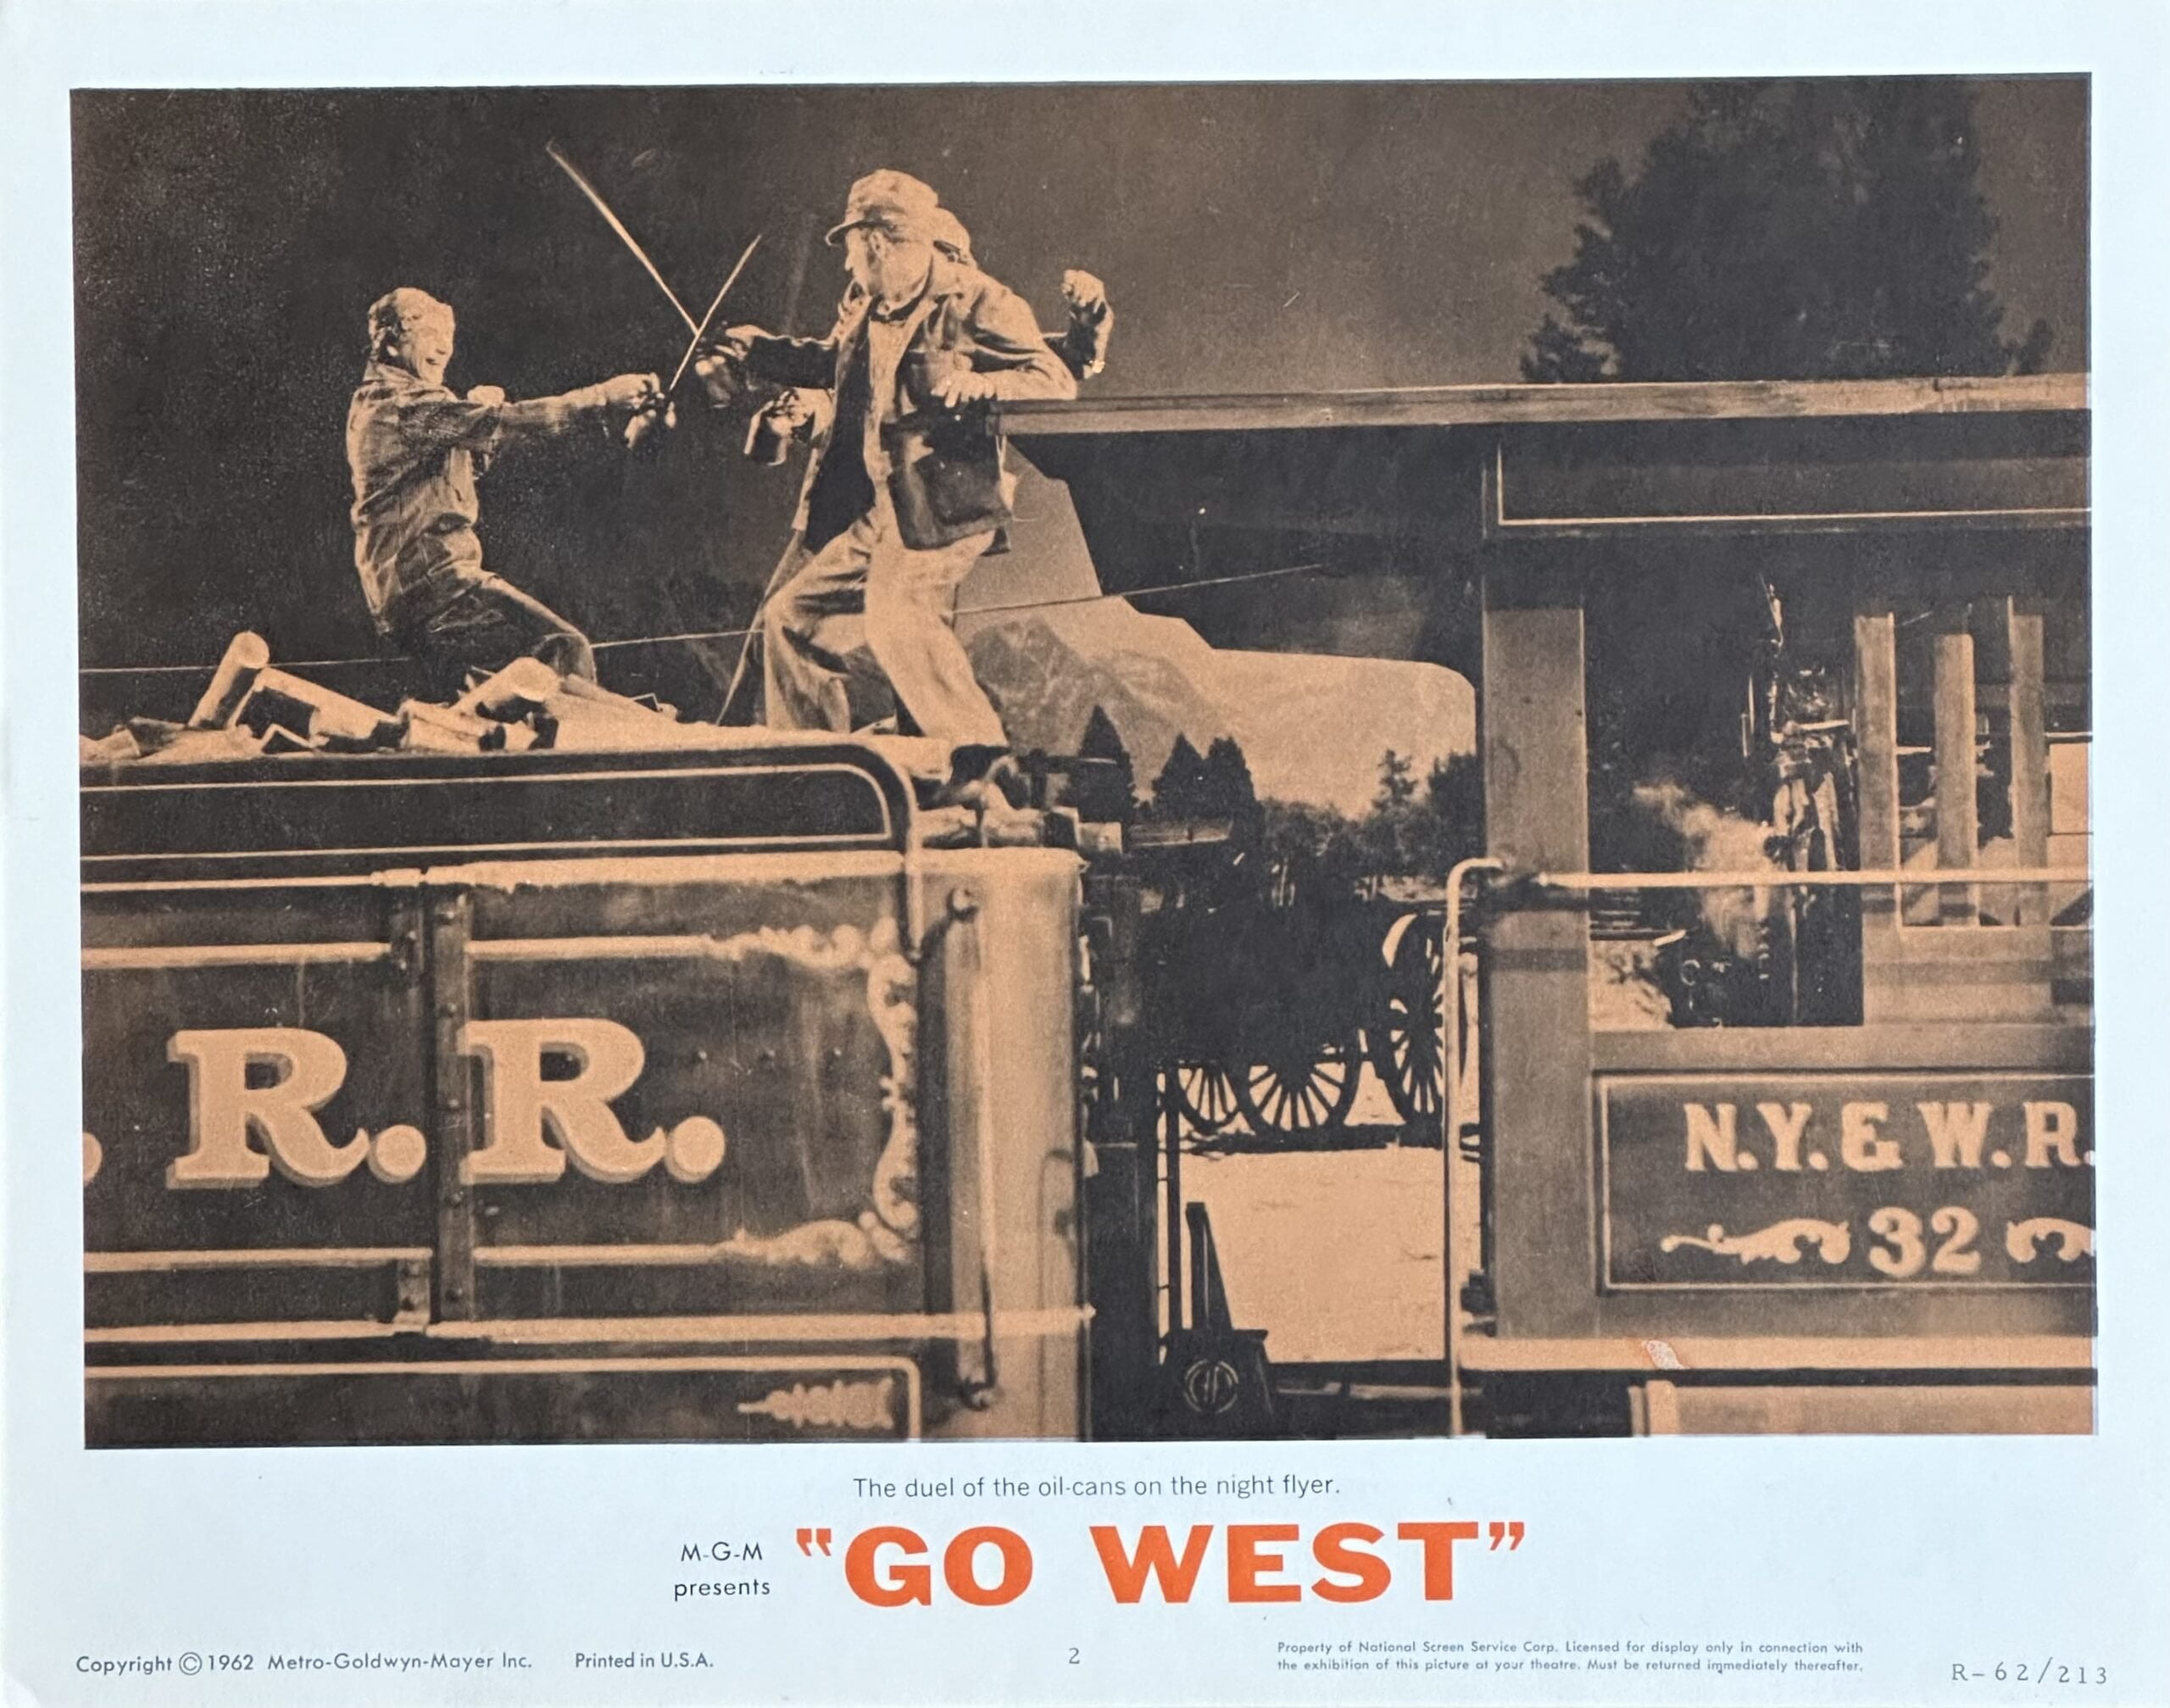 . R. R.
N.Y. & W. R.
32
The duel of the oil-cans on the night flyer.
M-G-M
presents
"GO WEST"
Copyright © 1962 Metro-Goldwyn-Mayer Inc. Printed in U.S.A.
2
Property of National Screen Service Corp. Licensed for display only in connection with
the exhibition of this picture at your theatre. Must be returned immediately thereafter.
R-62/213